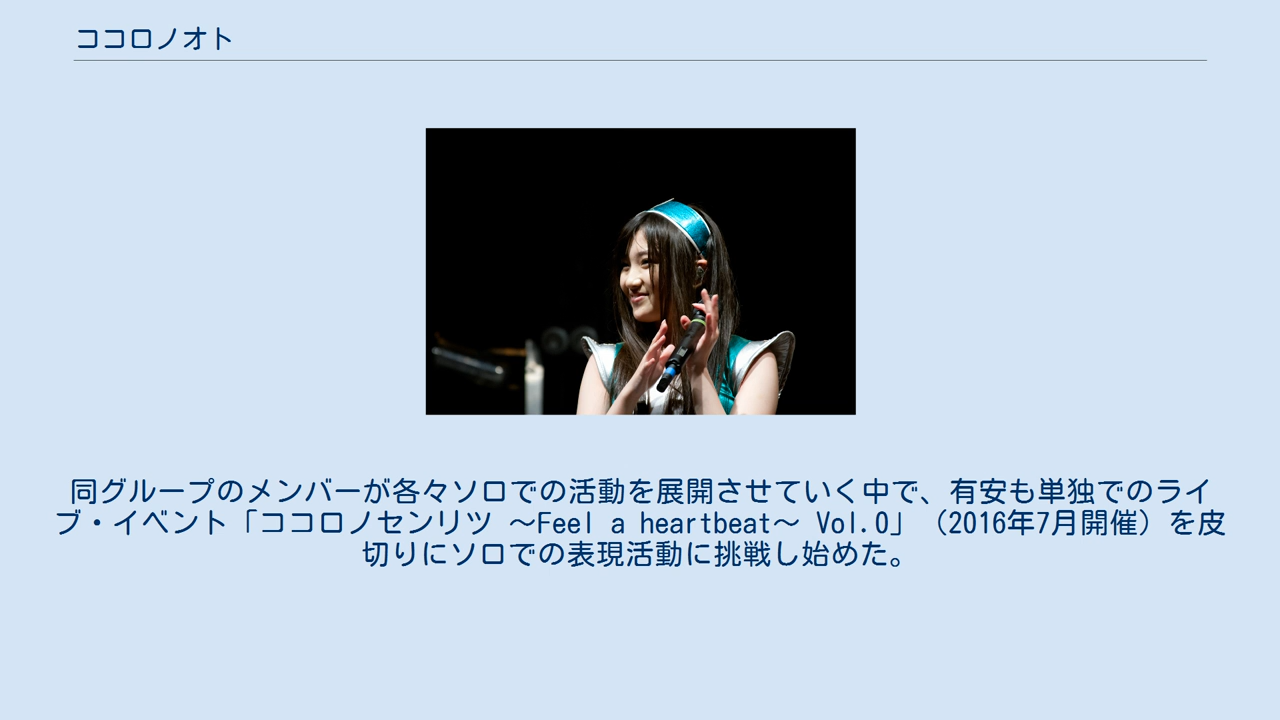 ココロノオト
同グループのメンバーが各々ソロでの活動を展開させていく中で、有安も単独でのライ
ブ・イベント「ココロノセンリツ ～Feel a heartbeat～ Vol.0」（2016年7月開催）を皮
切りにソロでの表現活動に挑戦し始めた。